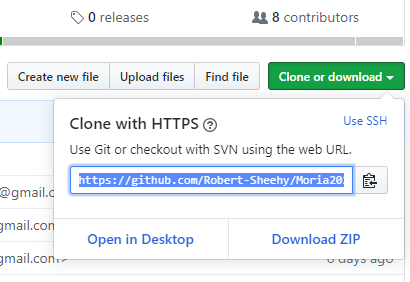 0 releases
8 contributors
Create new file
Upload files
Find file
Clone or download
Clone with HTTPS
Use SSH
Use Git or checkout with SVN using the web URL.
https://github.com/Robert-Sheehy/Moria20
Open in Desktop
Download ZIP
@gmail.com>
gmail.com>
gmail.com>
6 days ago